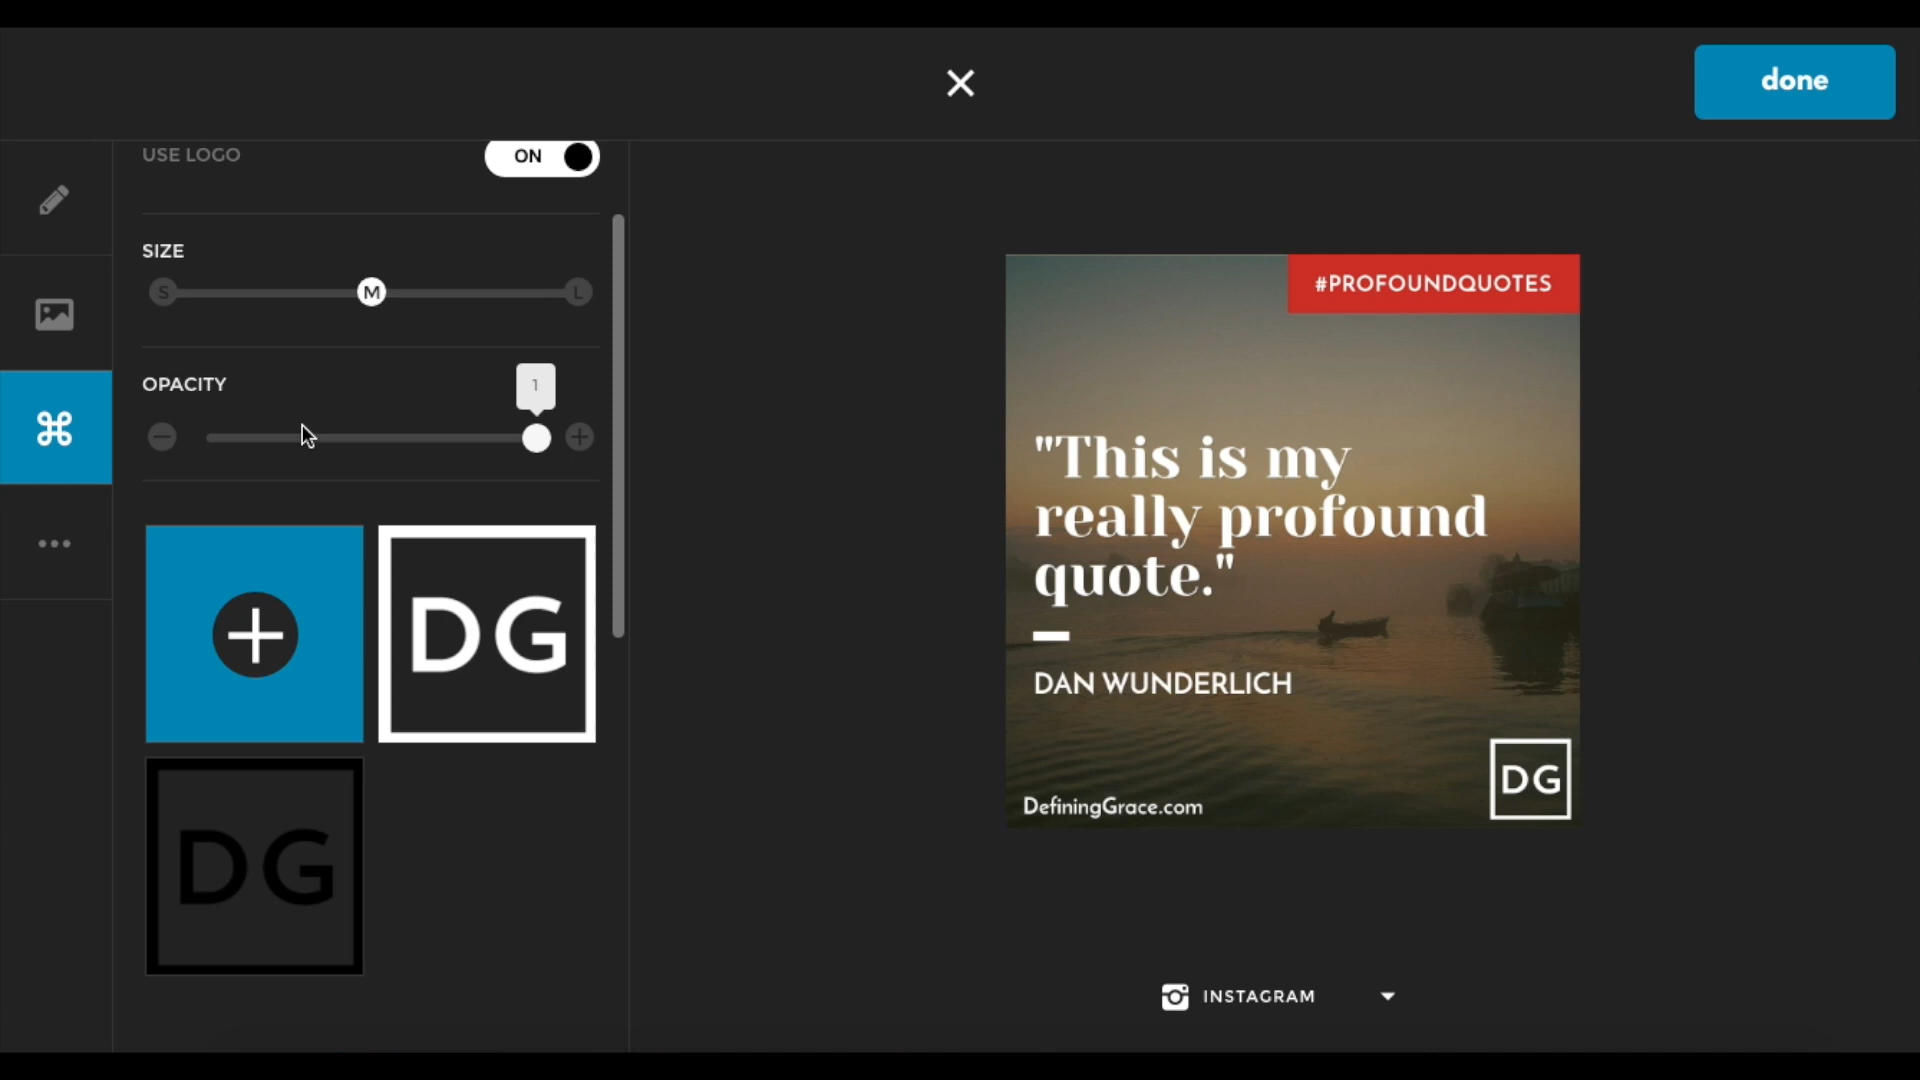 done
USE LOGO
ON
SIZE
S
M
L
OPACITY
1
DG
DG
#PROFOUNDQUOTES
"This is my
really profound
quote."
DAN WUNDERLICH
DefiningGrace.com
DG
INSTAGRAM